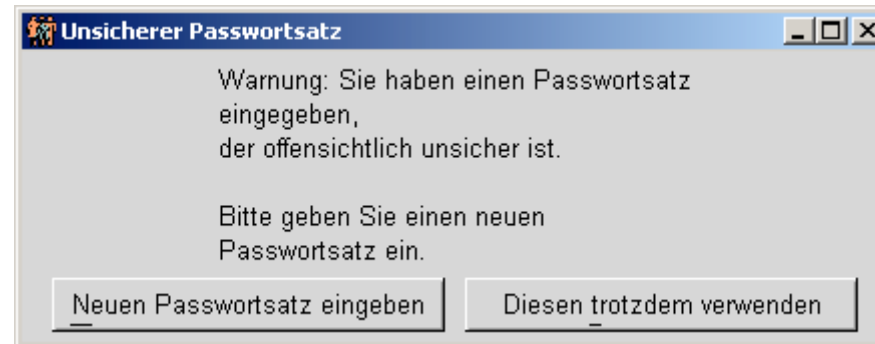 Unsicherer Passwortsatz
Warnung: Sie haben einen Passwortsatz
eingegeben,
der offensichtlich unsicher ist.
Bitte geben Sie einen neuen
Passwortsatz ein.
Neuen Passwortsatz eingeben
Diesen trotzdem verwenden